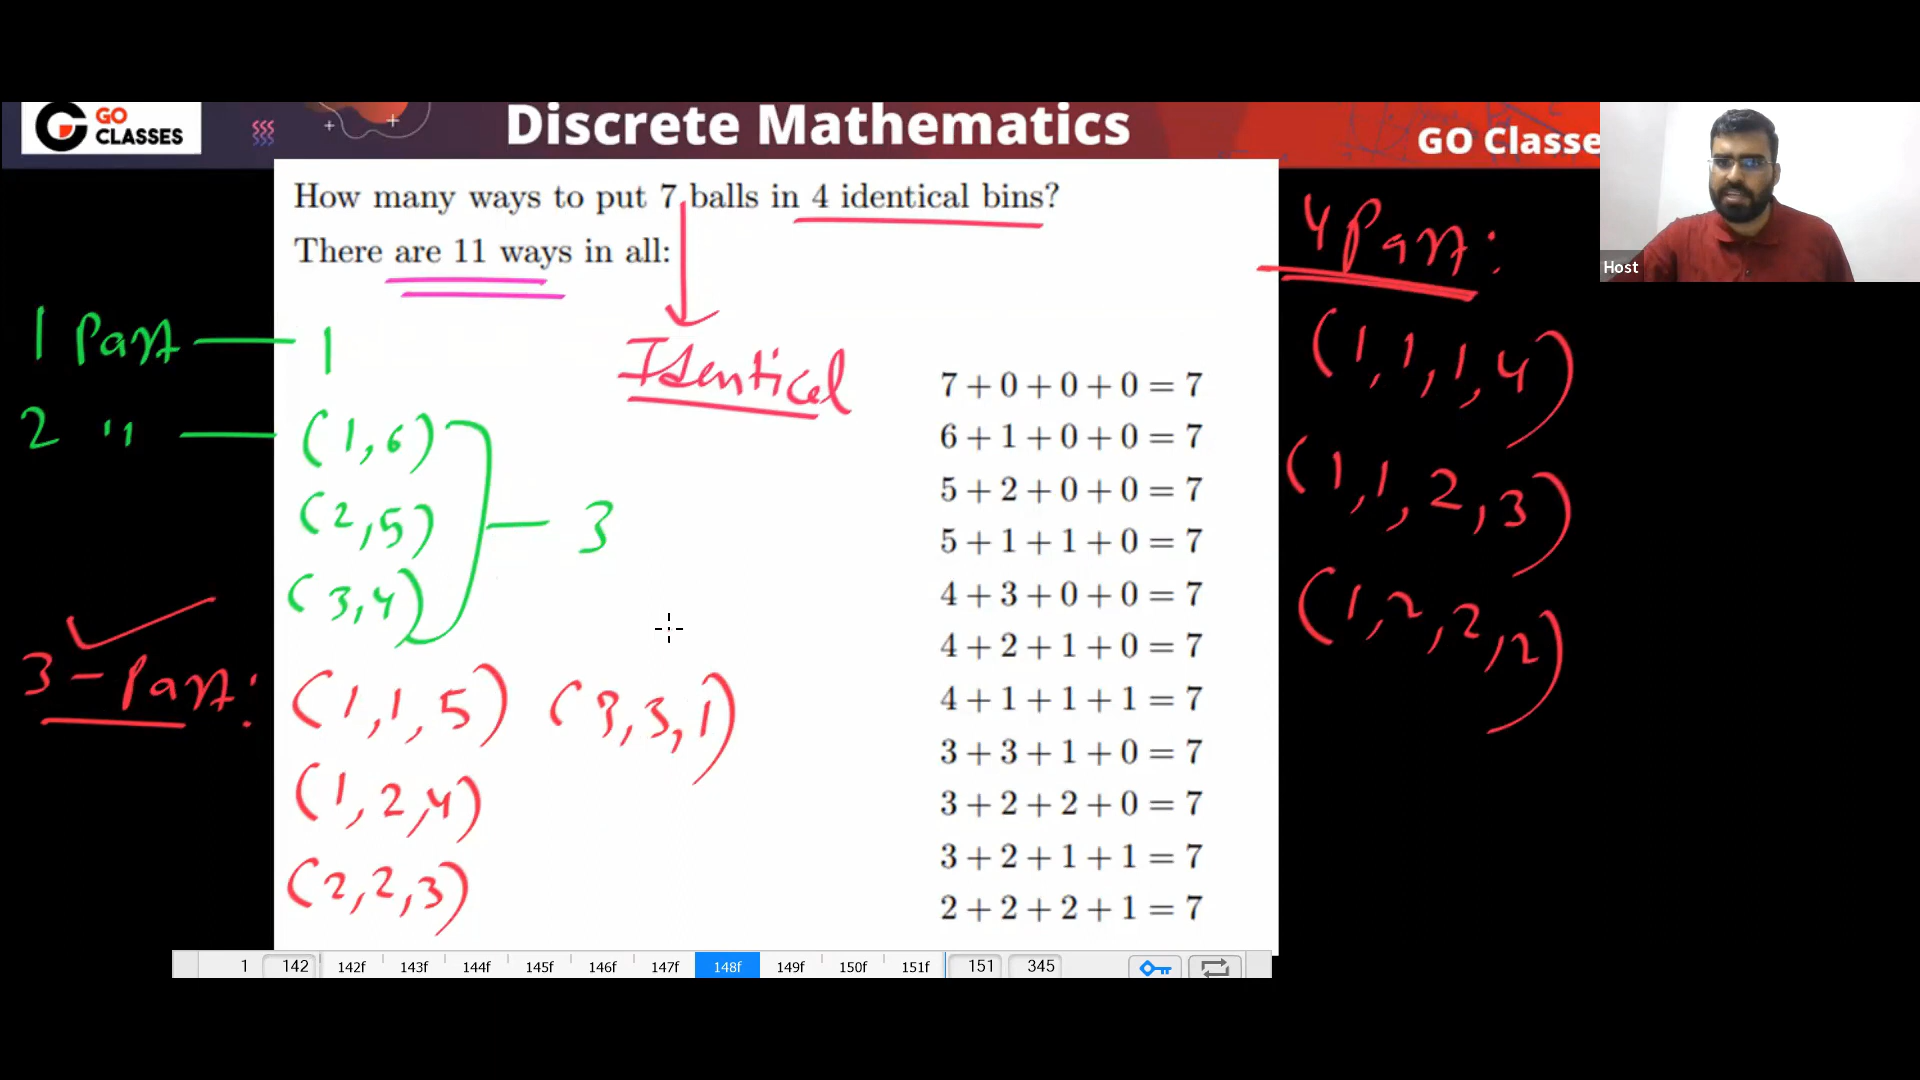 GO
CLASSES
Discrete Mathematics
GO Classe
Host
How many ways to put 7 balls in 4 identical bins?
There are 11 ways in all:
Identical
1 Part — 1
2 '' — (1,6)
(2,5)
(3,4)
3
3-Part:
(1,1,5) (3,3,1)
(1,2,4)
(2,2,3)
7 + 0 + 0 + 0 = 7
6 + 1 + 0 + 0 = 7
5 + 2 + 0 + 0 = 7
5 + 1 + 1 + 0 = 7
4 + 3 + 0 + 0 = 7
4 + 2 + 1 + 0 = 7
4 + 1 + 1 + 1 = 7
3 + 3 + 1 + 0 = 7
3 + 2 + 2 + 0 = 7
3 + 2 + 1 + 1 = 7
2 + 2 + 2 + 1 = 7
4 Part:
(1,1,1,4)
(1,1,2,3)
(1,2,2,2)
1 142 142f 143f 144f 145f 146f 147f 148f 149f 150f 151f 151 345